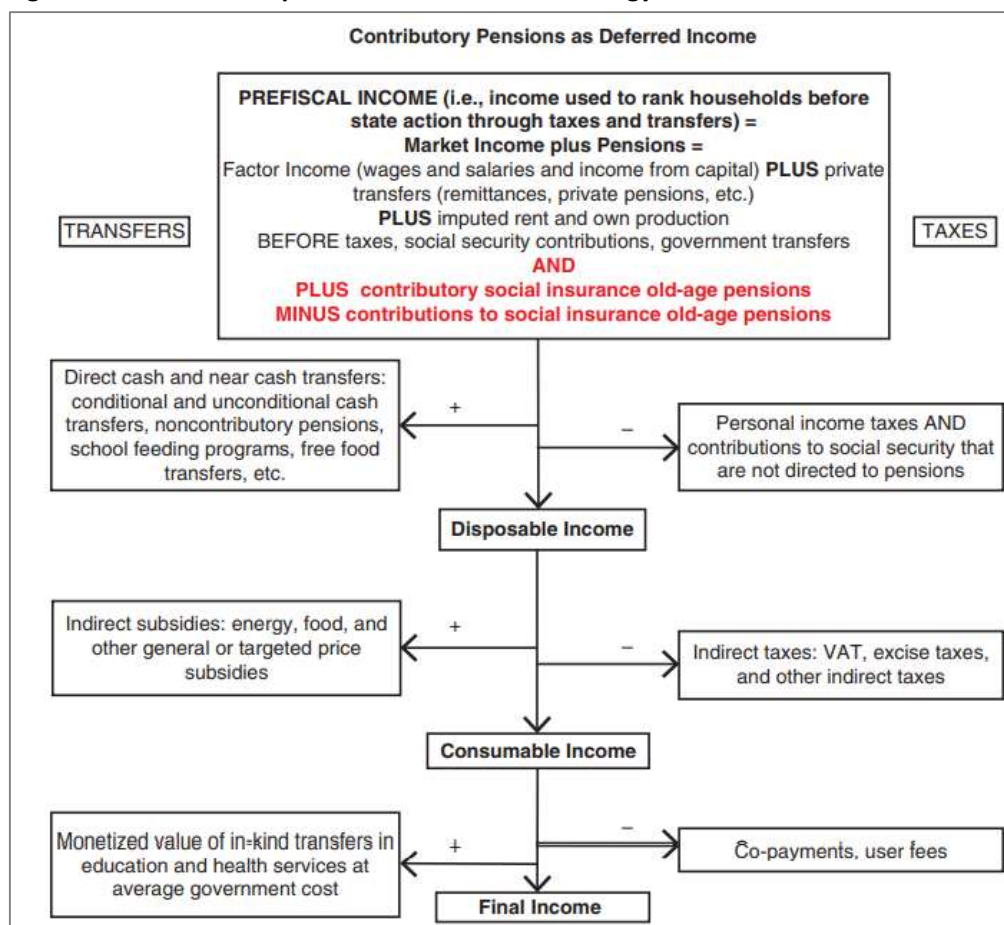 Contributory Pensions as Deferred Income
PREFISCAL INCOME (i.e., income used to rank households before
state action through taxes and transfers) =
Market Income plus Pensions =
Factor Income (wages and salaries and income from capital) PLUS private
transfers (remittances, private pensions, etc.)
PLUS imputed rent and own production
BEFORE taxes, social security contributions, government transfers
AND
PLUS contributory social insurance old-age pensions
MINUS contributions to social insurance old-age pensions
TRANSFERS
TAXES
Direct cash and near cash transfers:
conditional and unconditional cash
transfers, noncontributory pensions,
school feeding programs, free food
transfers, etc.
+
−
Personal income taxes AND
contributions to social security that
are not directed to pensions
Disposable Income
Indirect subsidies: energy, food, and
other general or targeted price
subsidies
+
−
Indirect taxes: VAT, excise taxes,
and other indirect taxes
Consumable Income
Monetized value of in-kind transfers in
education and health services at
average government cost
+
−
Co-payments, user fees
Final Income